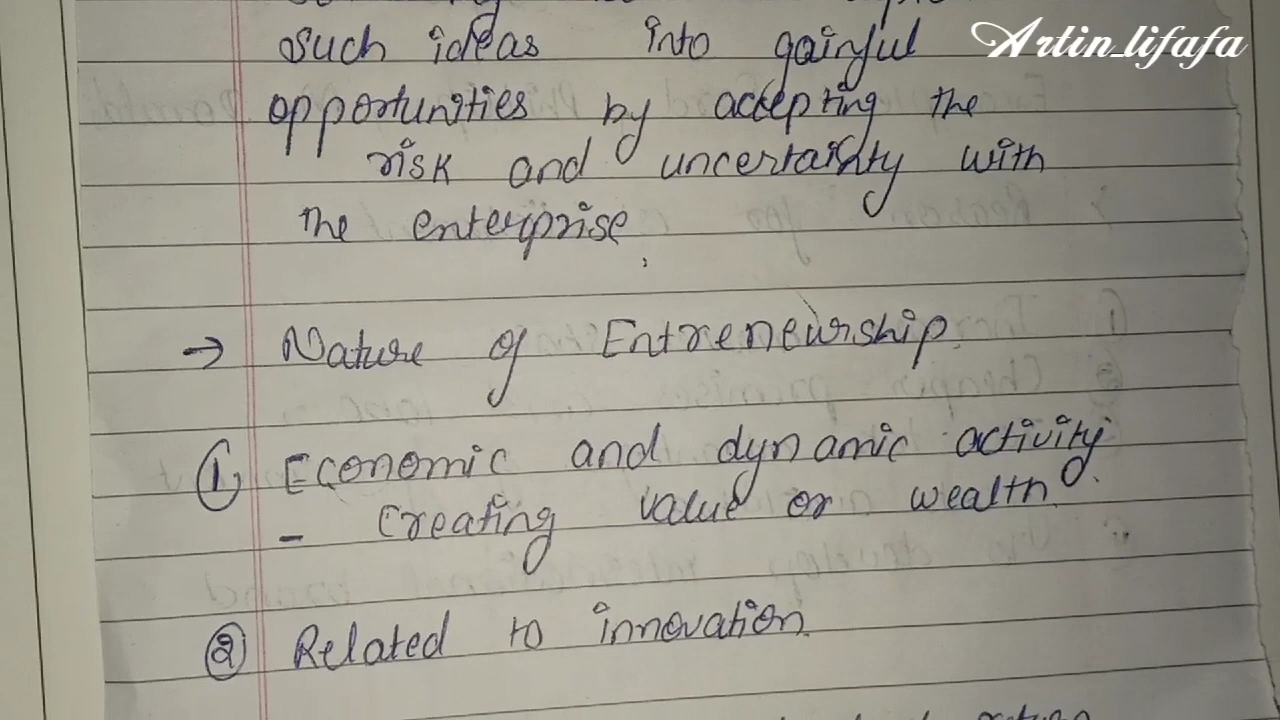 Artin_lifafa
such ideas into gainful
opportunities by accepting the
risk and uncertainty with
the enterprise
→ Nature of Entreneurship
① Economic and dynamic activity.
- Creating value or wealth
② Related to innovation.